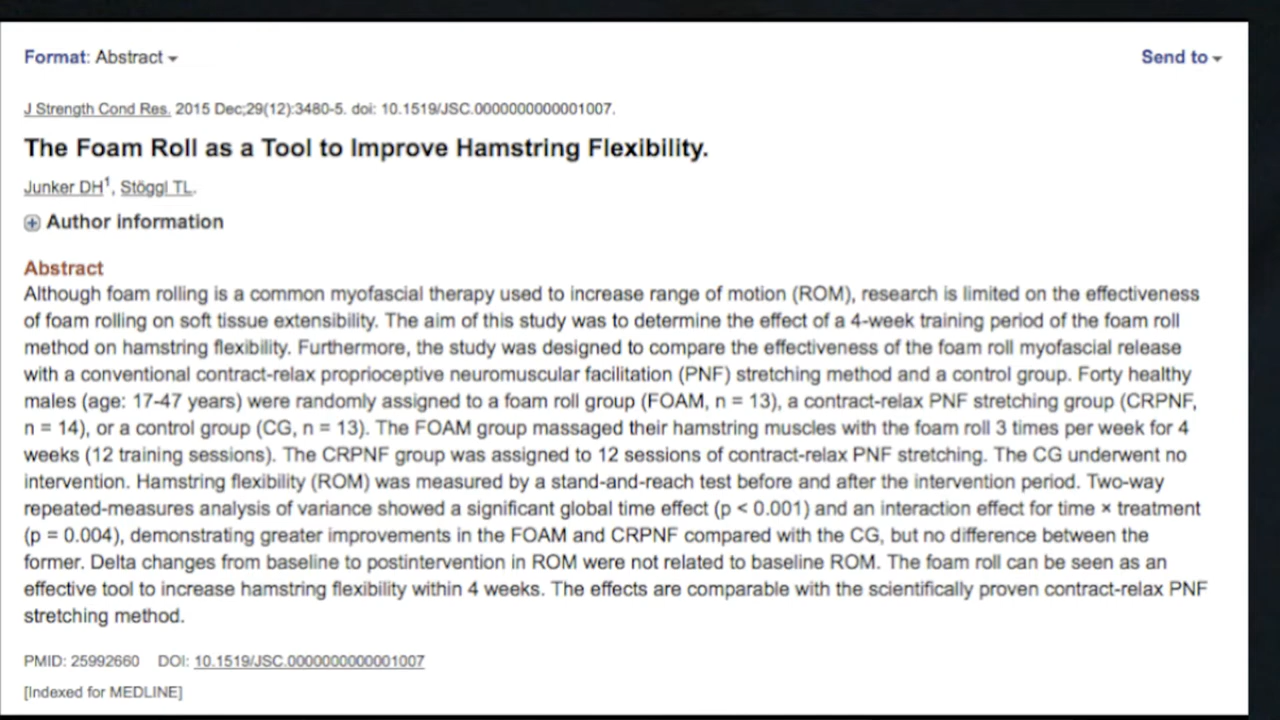 Format: Abstract
Send to
J Strength Cond Res. 2015 Dec;29(12):3480-5. doi: 10.1519/JSC.0000000000001007.
The Foam Roll as a Tool to Improve Hamstring Flexibility.
Junker DH1, Stöggl TL.
Author information
Abstract
Although foam rolling is a common myofascial therapy used to increase range of motion (ROM), research is limited on the effectiveness
of foam rolling on soft tissue extensibility. The aim of this study was to determine the effect of a 4-week training period of the foam roll
method on hamstring flexibility. Furthermore, the study was designed to compare the effectiveness of the foam roll myofascial release
with a conventional contract-relax proprioceptive neuromuscular facilitation (PNF) stretching method and a control group. Forty healthy
males (age: 17-47 years) were randomly assigned to a foam roll group (FOAM, n = 13), a contract-relax PNF stretching group (CRPNF,
n = 14), or a control group (CG, n = 13). The FOAM group massaged their hamstring muscles with the foam roll 3 times per week for 4
weeks (12 training sessions). The CRPNF group was assigned to 12 sessions of contract-relax PNF stretching. The CG underwent no
intervention. Hamstring flexibility (ROM) was measured by a stand-and-reach test before and after the intervention period. Two-way
repeated-measures analysis of variance showed a significant global time effect (p < 0.001) and an interaction effect for time × treatment
(p = 0.004), demonstrating greater improvements in the FOAM and CRPNF compared with the CG, but no difference between the
former. Delta changes from baseline to postintervention in ROM were not related to baseline ROM. The foam roll can be seen as an
effective tool to increase hamstring flexibility within 4 weeks. The effects are comparable with the scientifically proven contract-relax PNF
stretching method.
PMID: 25992660 DOI: 10.1519/JSC.0000000000001007
[Indexed for MEDLINE]